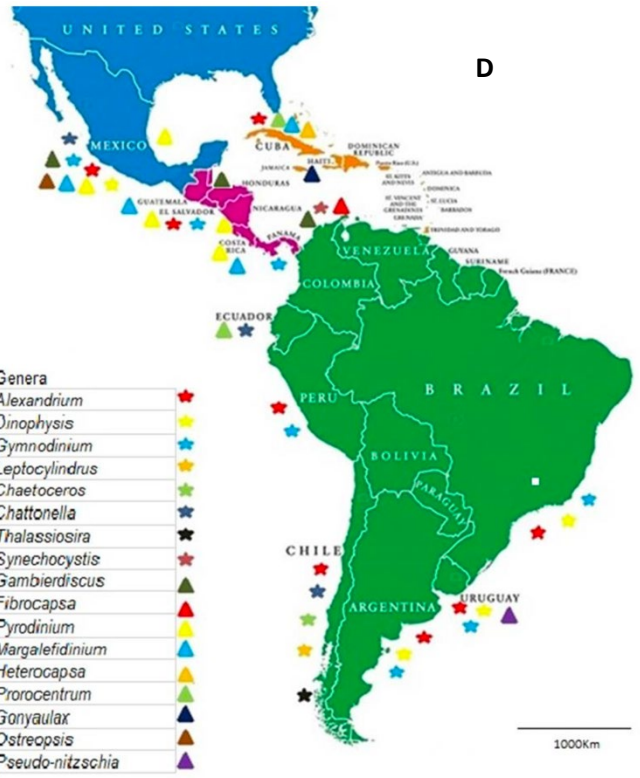 UNITED STATES
D
MEXICO
CUBA
DOMINICAN
REPUBLIC
JAMAICA
HAITI
Puerto Rico (U.S.)
ANTIGUA AND BARBUDA
ST. KITTS
AND NEVIS
DOMINICA
ST. LUCIA
ST. VINCENT
AND THE
GRENADINES
BARBADOS
GRENADA
TRINIDAD AND TOBAGO
HONDURAS
GUATEMALA
EL SALVADOR
NICARAGUA
COSTA
RICA
PANAMA
VENEZUELA
GUYANA
SURINAME
French Guiana (FRANCE)
COLOMBIA
ECUADOR
PERU
BRAZIL
BOLIVIA
PARAGUAY
CHILE
ARGENTINA
URUGUAY
Genera
Alexandrium
Dinophysis
Gymnodinium
Leptocylindrus
Chaetoceros
Chattonella
Thalassiosira
Synechocystis
Gambierdiscus
Fibrocapsa
Pyrodinium
Margalefidinium
Heterocapsa
Prorocentrum
Gonyaulax
Ostreopsis
Pseudo-nitzschia
1000Km